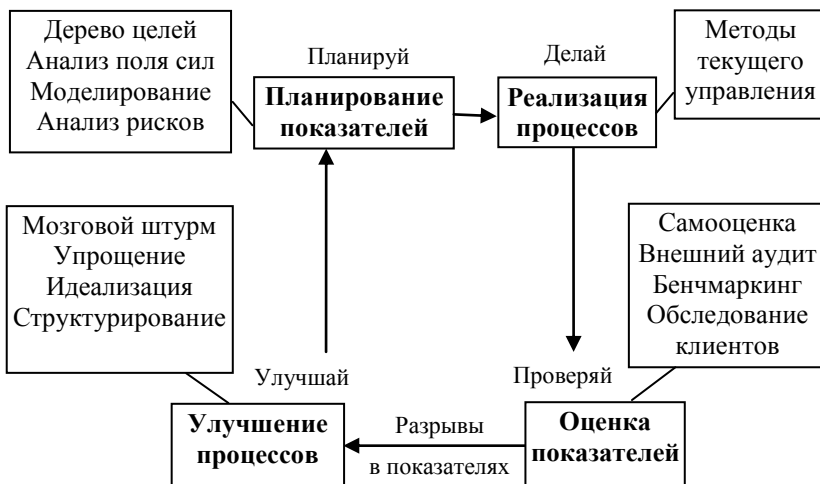 Дерево целей
Анализ поля сил
Моделирование
Анализ рисков
Планируй
Планирование
показателей
Делай
Реализация
процессов
Методы
текущего
управления
Мозговой штурм
Упрощение
Идеализация
Структурирование
Самооценка
Внешний аудит
Бенчмаркинг
Обследование
клиентов
Улучшай
Проверяй
Улучшение
процессов
Разрывы
в показателях
Оценка
показателей